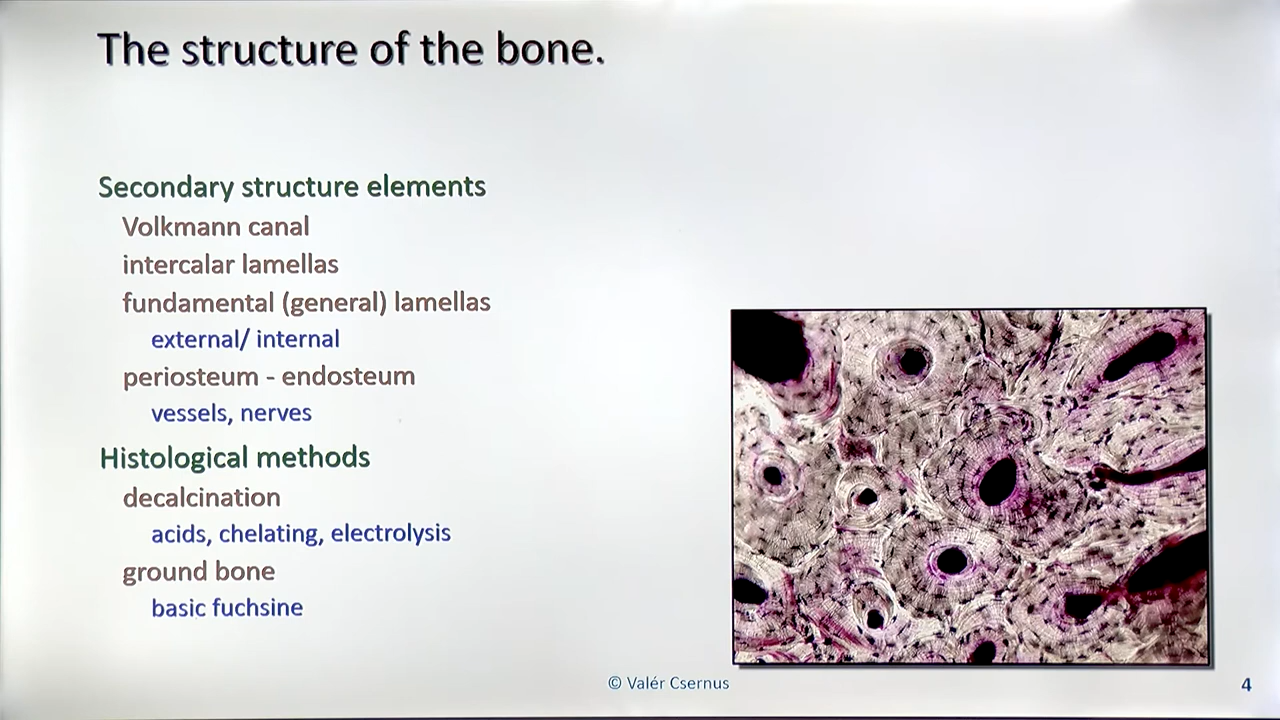 The structure of the bone.
Secondary structure elements
Volkmann canal
intercalar lamellas
fundamental (general) lamellas
external/ internal
periosteum - endosteum
vessels, nerves
Histological methods
decalcination
acids, chelating, electrolysis
ground bone
basic fuchsine
© Valér Csernus
4